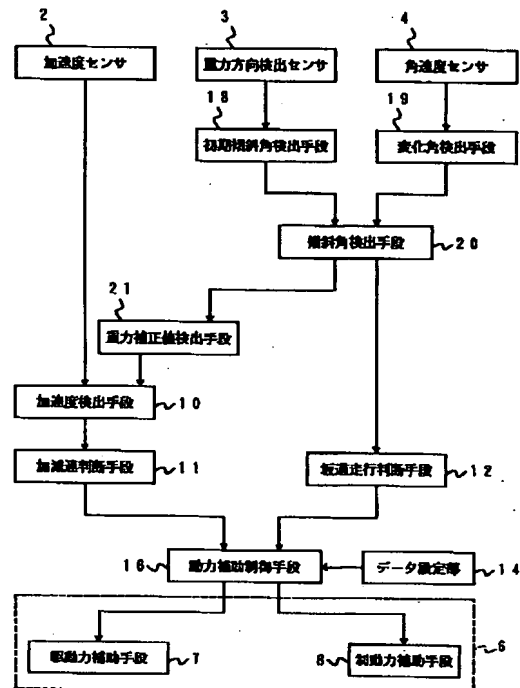 2
3
4
加速度センサ
重力方向検出センサ
角速度センサ
18
19
初期傾斜角検出手段
変化角検出手段
傾斜角検出手段
20
21
重力補正値検出手段
加速度検出手段
10
加減速判断手段
11
坂道走行判断手段
12
16
動力補助制御手段
データ設定部
14
駆動力補助手段
7
8
制動力補助手段
6